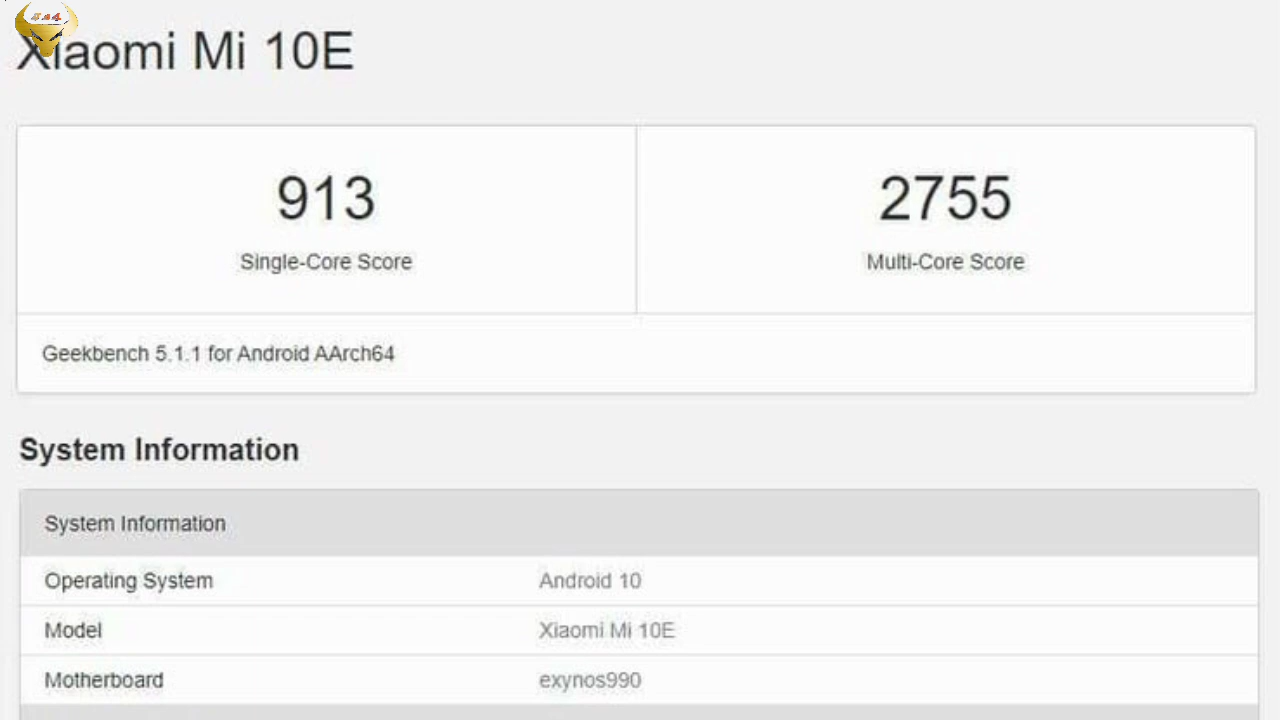 Xiaomi Mi 10E
913
2755
Single-Core Score
Multi-Core Score
Geekbench 5.1.1 for Android AArch64
System Information
System Information
Operating System Android 10
Model Xiaomi Mi 10E
Motherboard exynos990